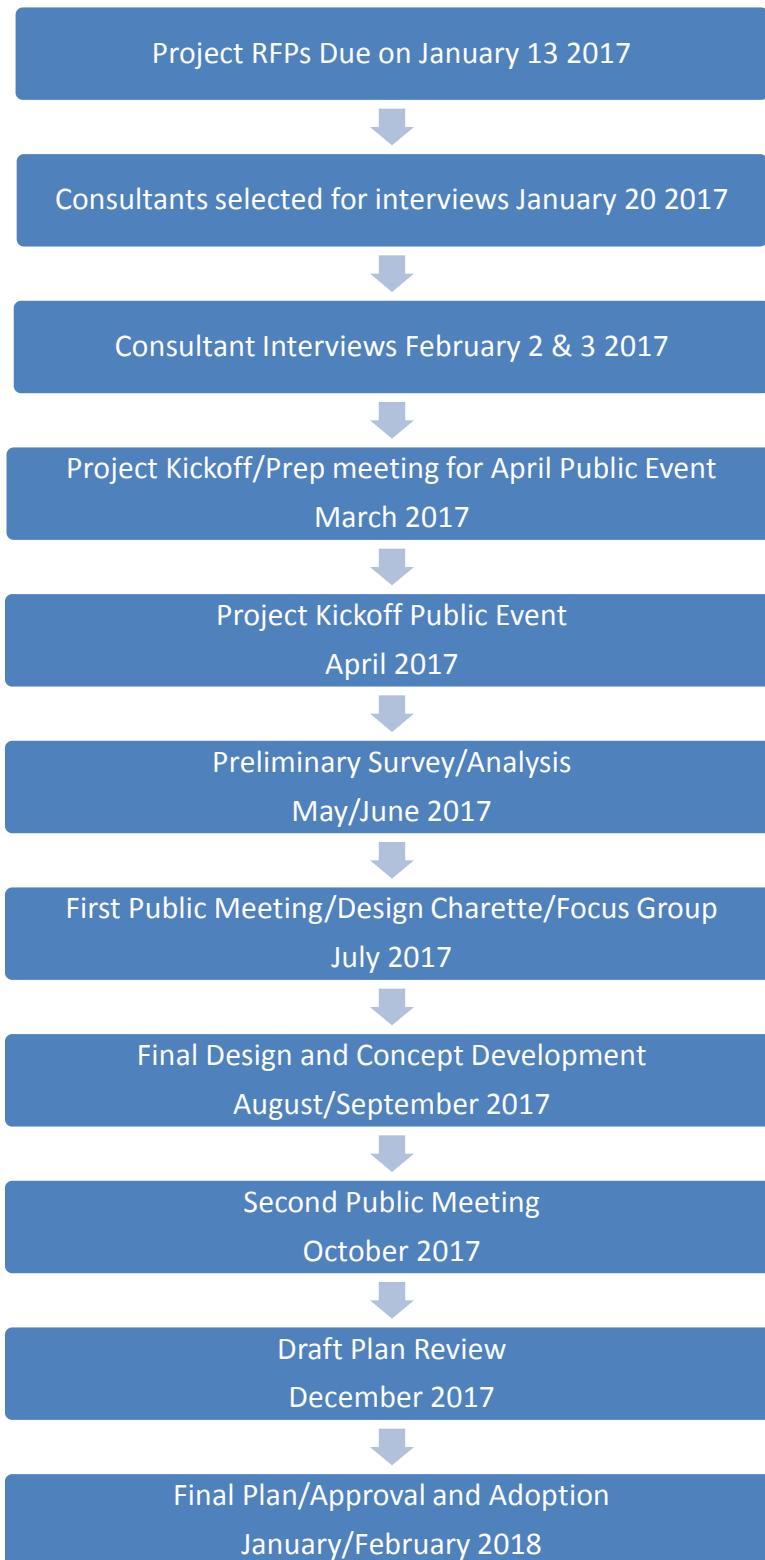 Project RFPs Due on January 13 2017
Consultants selected for interviews January 20 2017
Consultant Interviews February 2 & 3 2017
Project Kickoff/Prep meeting for April Public Event
March 2017
Project Kickoff Public Event
April 2017
Preliminary Survey/Analysis
May/June 2017
First Public Meeting/Design Charette/Focus Group
July 2017
Final Design and Concept Development
August/September 2017
Second Public Meeting
October 2017
Draft Plan Review
December 2017
Final Plan/Approval and Adoption
January/February 2018